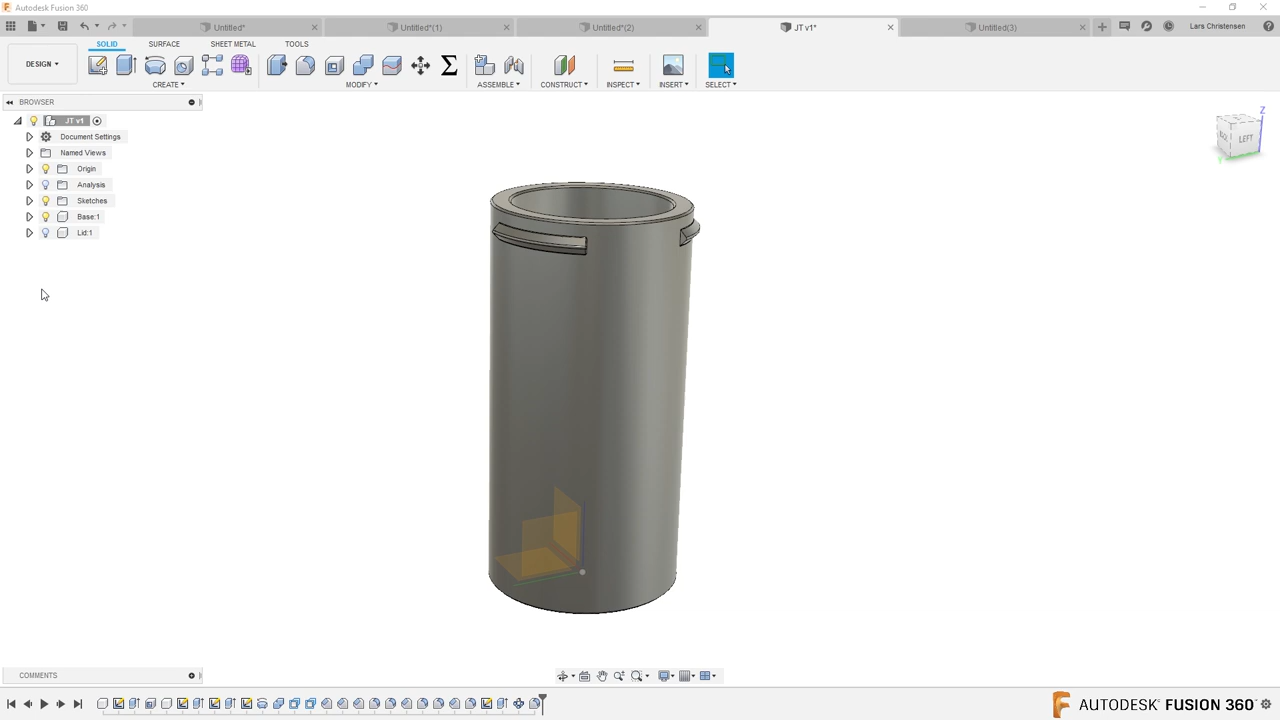 Autodesk Fusion 360
Untitled*
Untitled*(1)
Untitled*(2)
JT v1*
Untitled(3)
Lars Christensen
DESIGN
SOLID
SURFACE
SHEET METAL
TOOLS
CREATE
MODIFY
ASSEMBLE
CONSTRUCT
INSPECT
INSERT
SELECT
BROWSER
JT v1
Document Settings
Named Views
Origin
Analysis
Sketches
Base:1
Lid:1
Z
LEFT
COMMENTS
AUTODESK FUSION 360